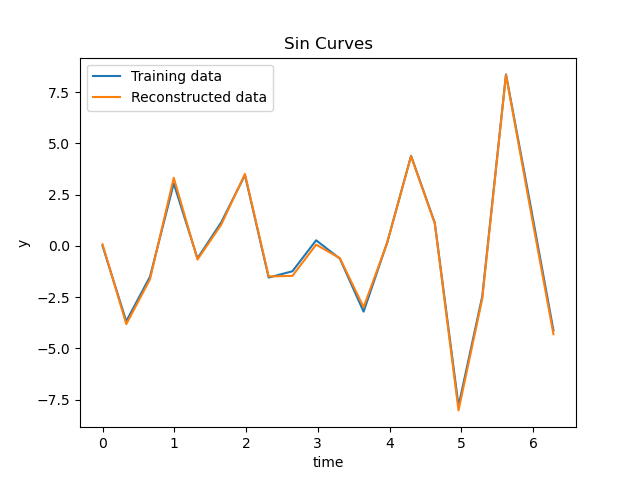 Sin Curves
Training data
Reconstructed data
7.5
5.0
2.5
0.0
−2.5
−5.0
−7.5
y
0 1 2 3 4 5 6
time